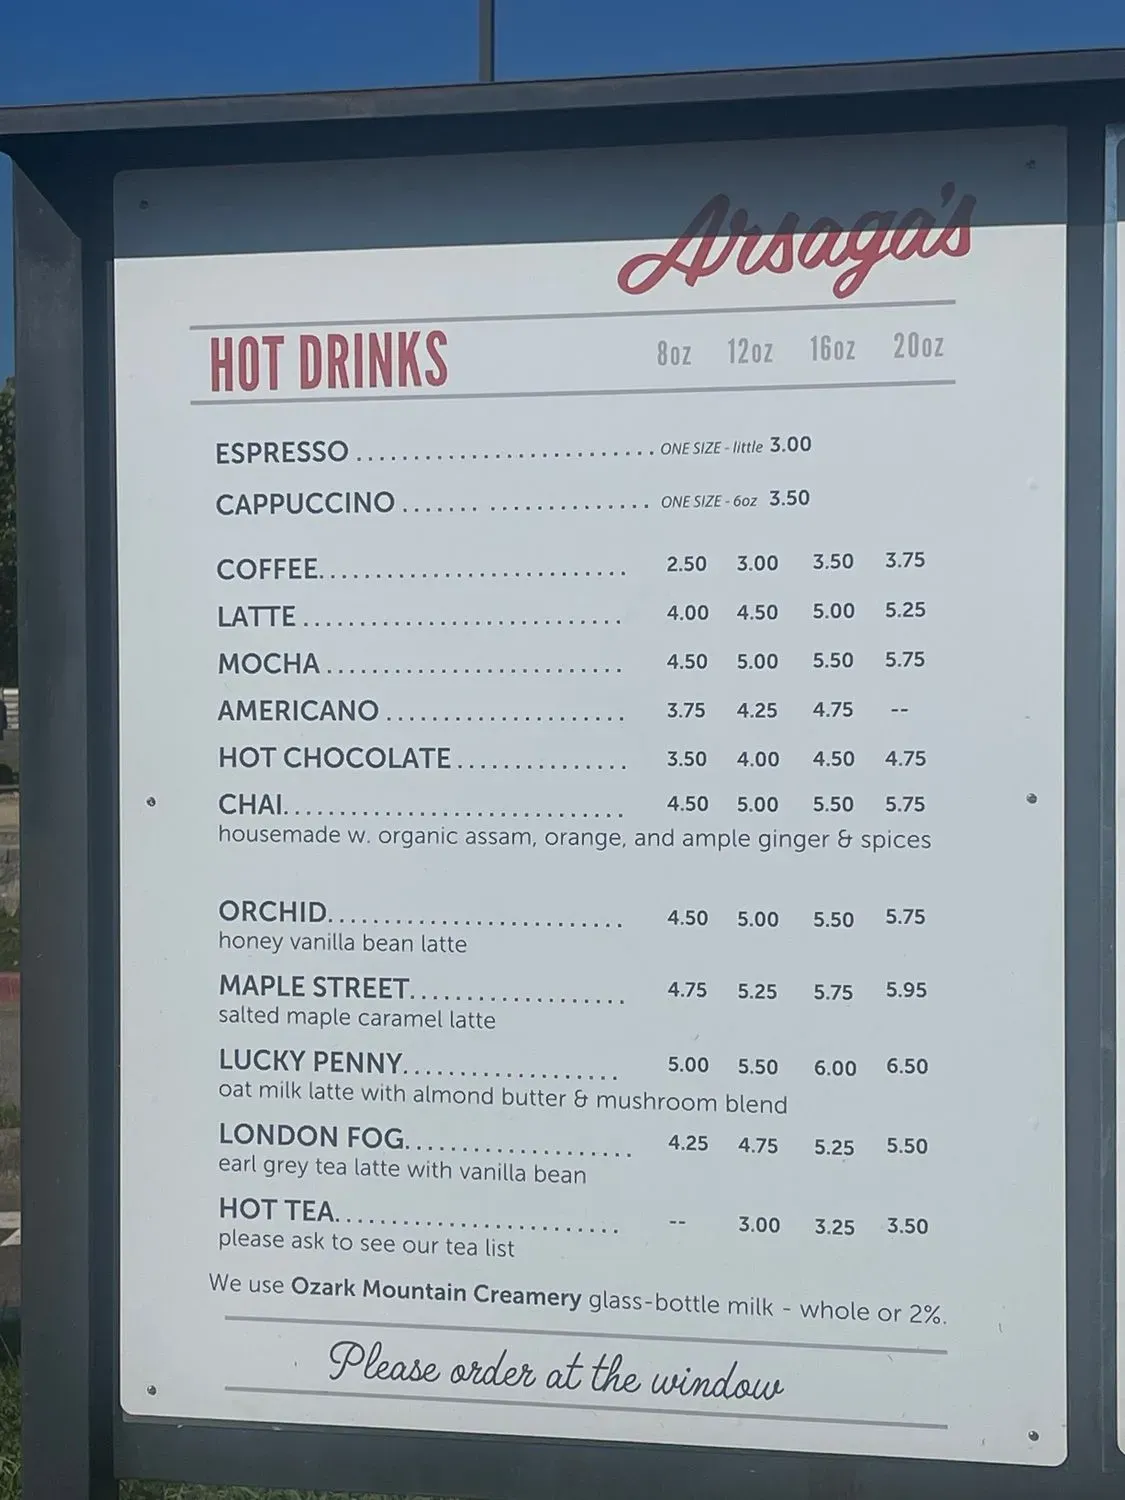 Arsaga's
HOT DRINKS 8oz 12oz 16oz 20oz
ESPRESSO .......................... ONE SIZE - little 3.00
CAPPUCCINO ....... .............. ONE SIZE - 6oz 3.50
COFFEE........................... 2.50 3.00 3.50 3.75
LATTE ............................ 4.00 4.50 5.00 5.25
MOCHA .......................... 4.50 5.00 5.50 5.75
AMERICANO ..................... 3.75 4.25 4.75 --
HOT CHOCOLATE ............... 3.50 4.00 4.50 4.75
CHAI.............................. 4.50 5.00 5.50 5.75
housemade w. organic assam, orange, and ample ginger & spices
ORCHID.......................... 4.50 5.00 5.50 5.75
honey vanilla bean latte
MAPLE STREET................... 4.75 5.25 5.75 5.95
salted maple caramel latte
LUCKY PENNY................... 5.00 5.50 6.00 6.50
oat milk latte with almond butter & mushroom blend
LONDON FOG.................... 4.25 4.75 5.25 5.50
earl grey tea latte with vanilla bean
HOT TEA......................... -- 3.00 3.25 3.50
please ask to see our tea list
We use Ozark Mountain Creamery glass-bottle milk - whole or 2%.
Please order at the window